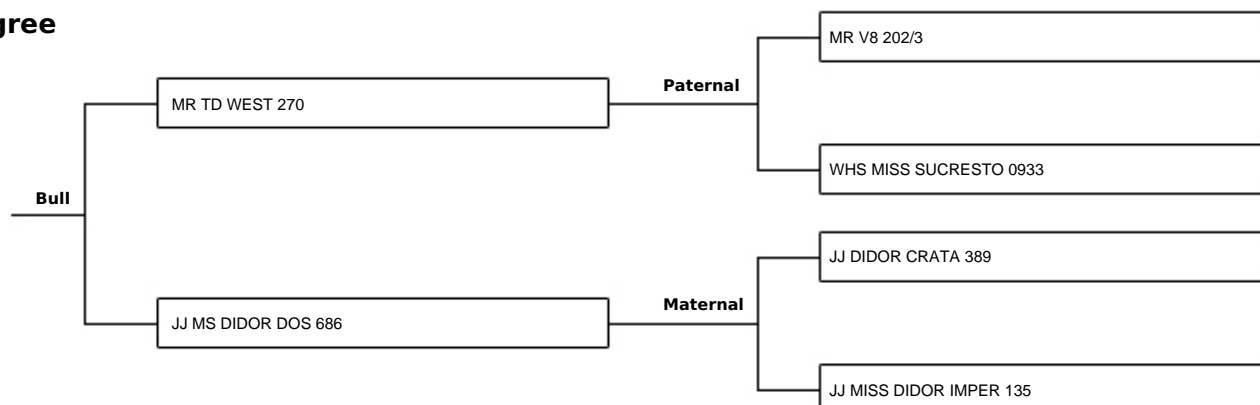 gree
MR V8 202/3
MR TD WEST 270
Paternal
WHS MISS SUCRESTO 0933
Bull
JJ DIDOR CRATA 389
JJ MS DIDOR DOS 686
Maternal
JJ MISS DIDOR IMPER 135